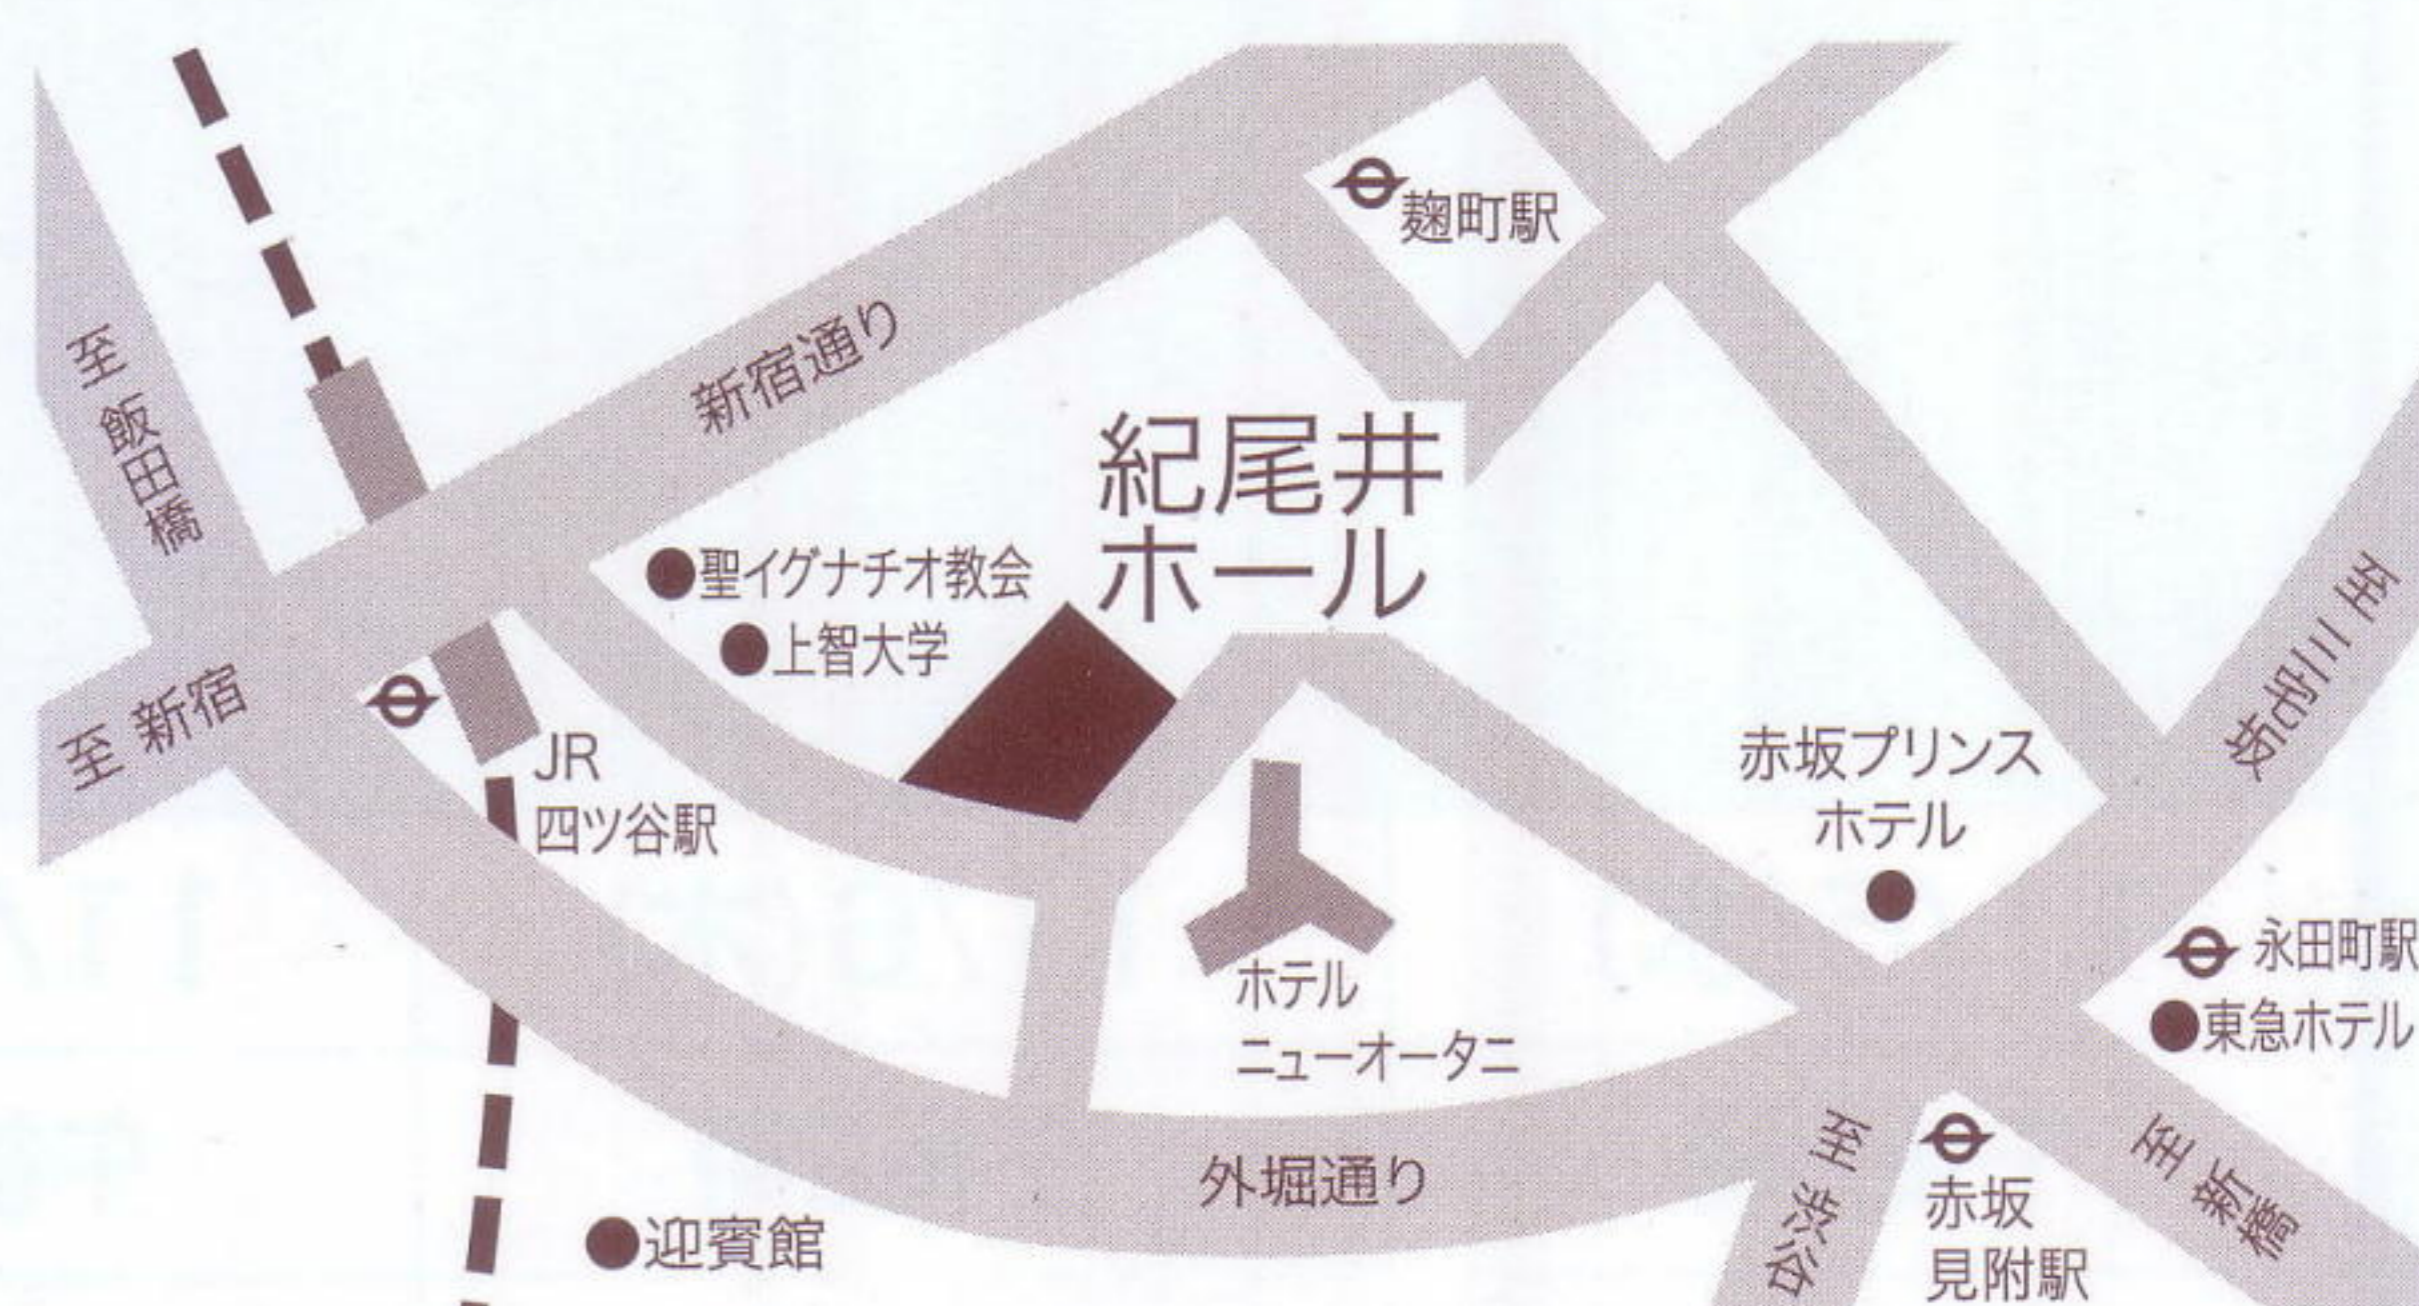 麹町駅
新宿通り
至 飯田橋
紀尾井
ホール
聖イグナチオ教会
上智大学
至 新宿
JR
四ツ谷駅
至 三宅坂
赤坂プリンス
ホテル
永田町駅
東急ホテル
ホテル
ニューオータニ
外堀通り
至 渋谷
赤坂
見附駅
至 新橋
迎賓館